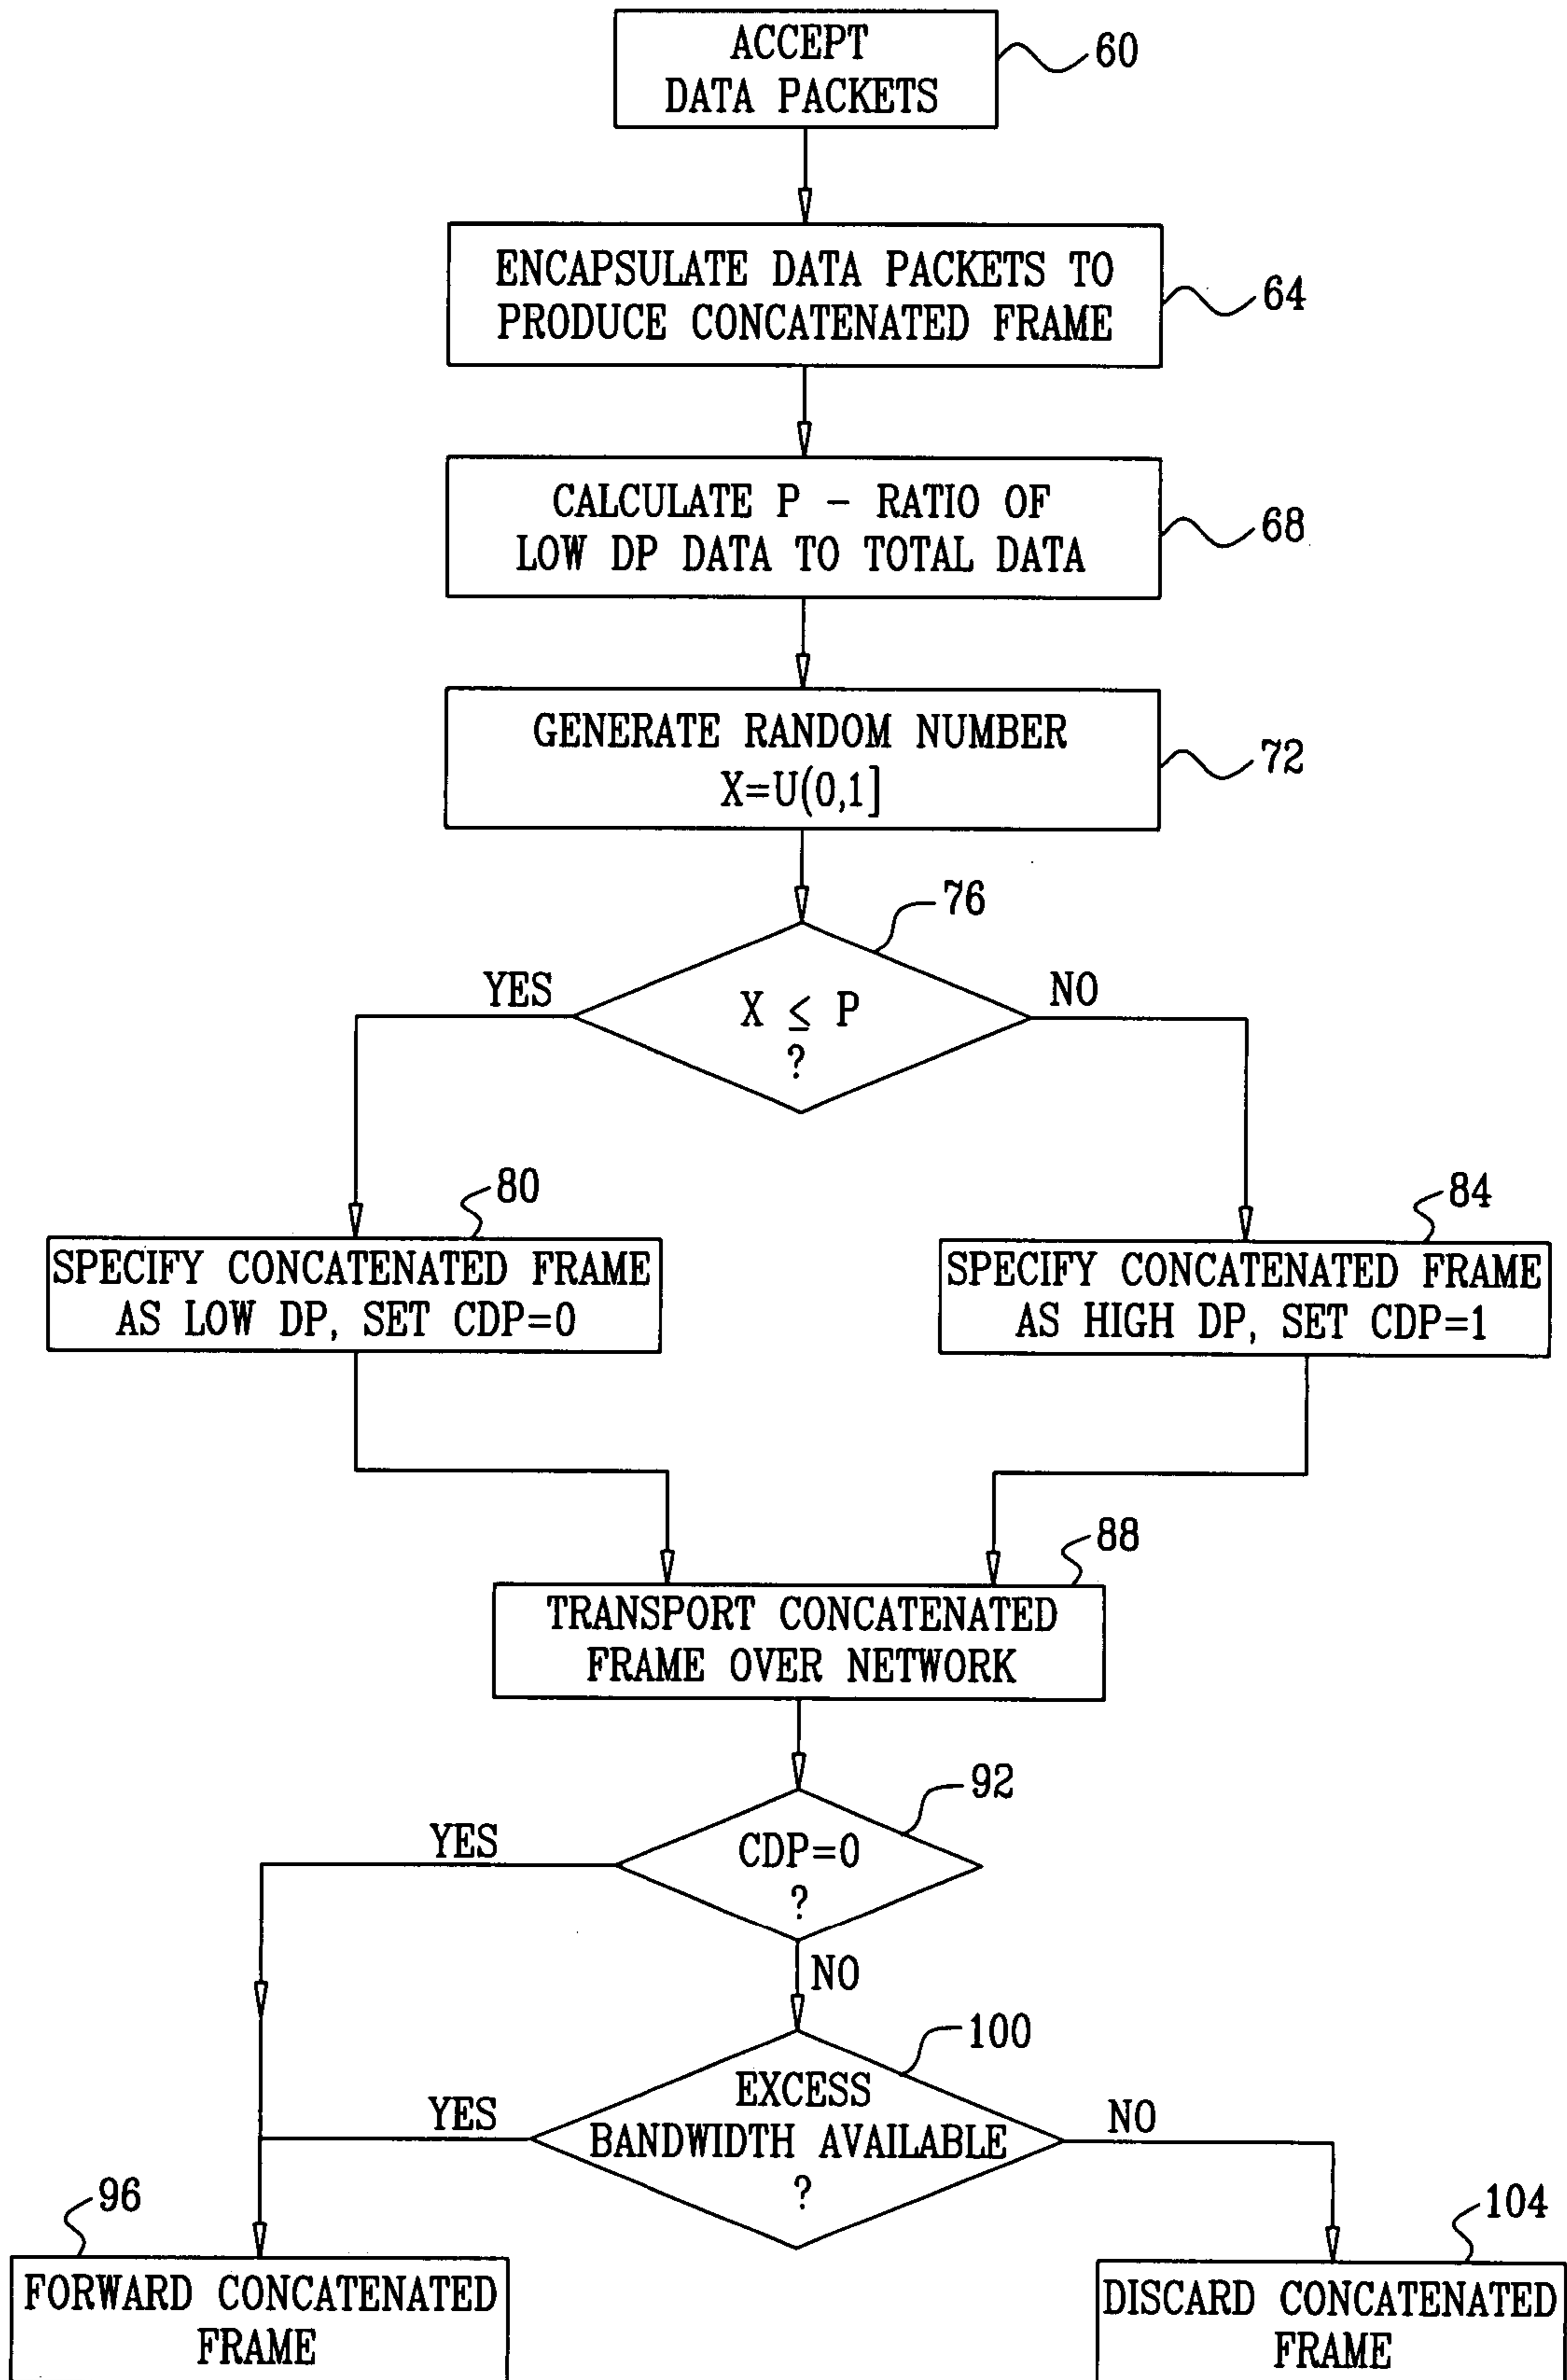 ACCEPT
DATA PACKETS
60
ENCAPSULATE DATA PACKETS TO
PRODUCE CONCATENATED FRAME
64
CALCULATE P - RATIO OF
LOW DP DATA TO TOTAL DATA
68
GENERATE RANDOM NUMBER
X=U(0,1]
72
76
YES
X ≤ P
?
NO
80
SPECIFY CONCATENATED FRAME
AS LOW DP, SET CDP=0
84
SPECIFY CONCATENATED FRAME
AS HIGH DP, SET CDP=1
88
TRANSPORT CONCATENATED
FRAME OVER NETWORK
92
YES
CDP=0
?
NO
100
YES
EXCESS
BANDWIDTH AVAILABLE
?
NO
96
FORWARD CONCATENATED
FRAME
104
DISCARD CONCATENATED
FRAME